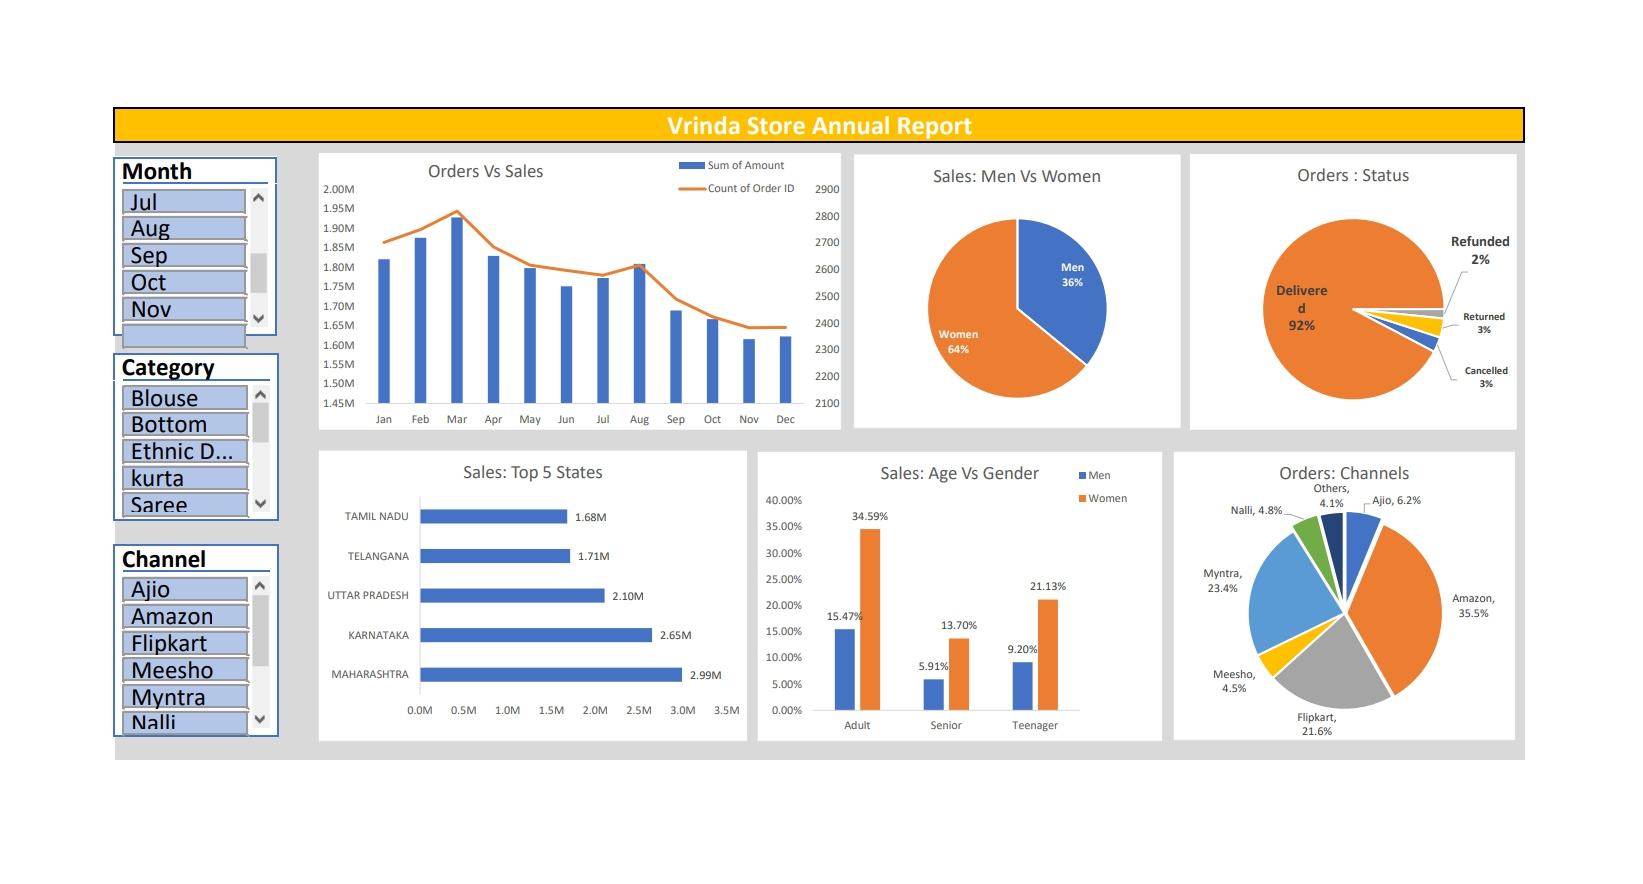 Vrinda Store Annual Report
Month
Jul
Aug
Sep
Oct
Nov
Category
Blouse
Bottom
Ethnic D...
kurta
Saree
Channel
Ajio
Amazon
Flipkart
Meesho
Myntra
Nalli
Orders Vs Sales
Sum of Amount
Count of Order ID
2.00M
1.95M
1.90M
1.85M
1.80M
1.75M
1.70M
1.65M
1.60M
1.55M
1.50M
1.45M
2900
2800
2700
2600
2500
2400
2300
2200
2100
Jan Feb Mar Apr May Jun Jul Aug Sep Oct Nov Dec
Sales: Men Vs Women
Men
36%
Women
64%
Orders : Status
Refunded
2%
Delivere
d
92%
Returned
3%
Cancelled
3%
Sales: Top 5 States
TAMIL NADU 1.68M
TELANGANA 1.71M
UTTAR PRADESH 2.10M
KARNATAKA 2.65M
MAHARASHTRA 2.99M
0.0M 0.5M 1.0M 1.5M 2.0M 2.5M 3.0M 3.5M
Sales: Age Vs Gender
Men
Women
40.00%
35.00%
30.00%
25.00%
20.00%
15.00%
10.00%
5.00%
0.00%
34.59%
15.47%
5.91%
13.70%
9.20%
21.13%
Adult Senior Teenager
Orders: Channels
Others,
4.1%
Ajio, 6.2%
Nalli, 4.8%
Myntra,
23.4%
Amazon,
35.5%
Meesho,
4.5%
Flipkart,
21.6%